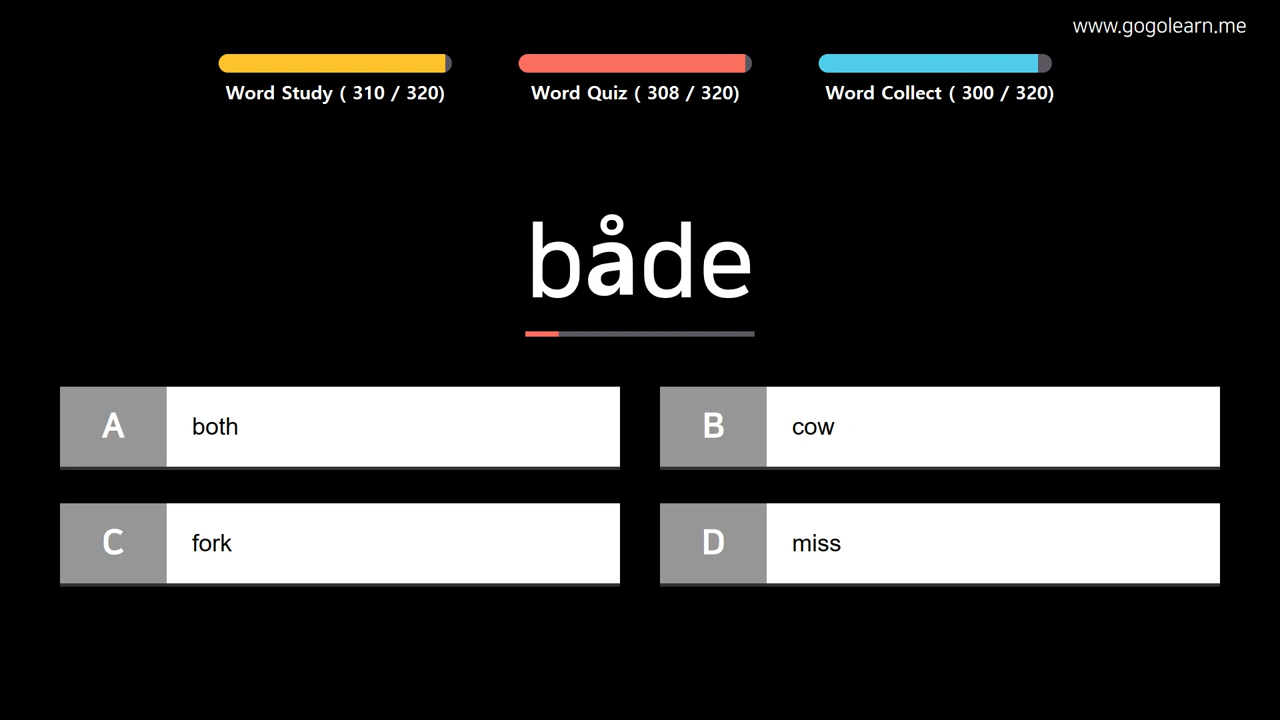 www.gogolearn.me
Word Study ( 310 / 320)
Word Quiz ( 308 / 320)
Word Collect ( 300 / 320)
både
A both
B cow
C fork
D miss